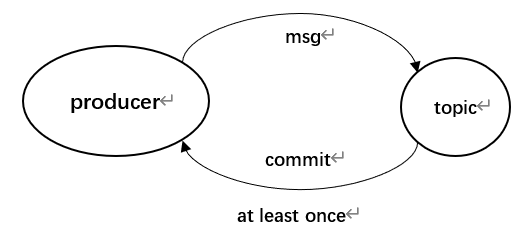 msg
producer
topic
commit
at least once